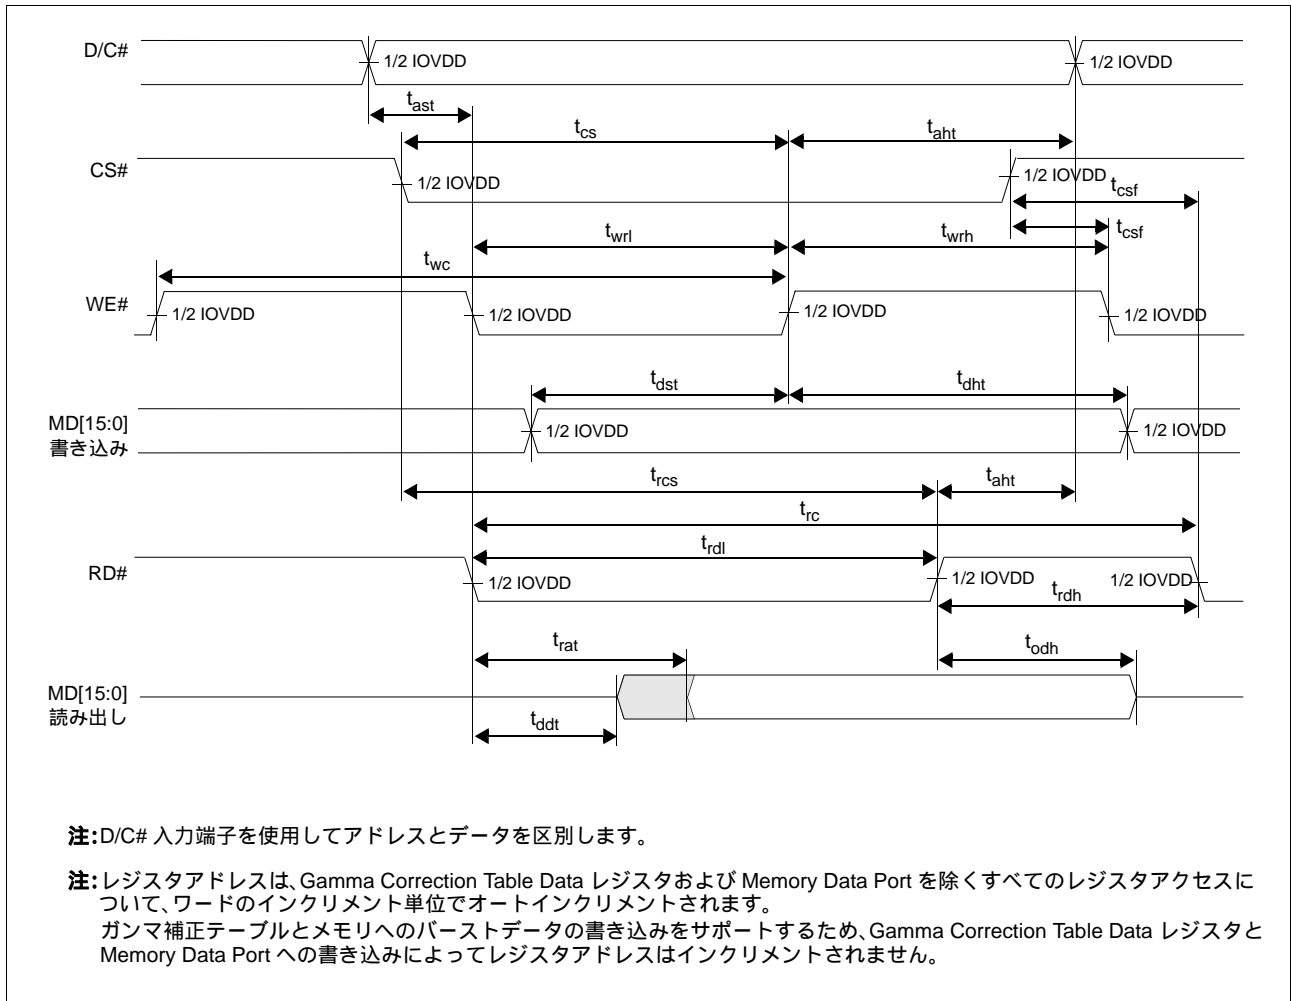 D/C#
1/2 IOVDD
1/2 IOVDD
tast
tcs
taht
CS#
1/2 IOVDD
1/2 IOVDD
tcsf
tcsf
twrl
twrh
twc
WE#
1/2 IOVDD
1/2 IOVDD
1/2 IOVDD
1/2 IOVDD
tdst
tdht
MD[15:0]
書き込み
1/2 IOVDD
1/2 IOVDD
trcs
taht
trc
trdl
RD#
1/2 IOVDD
1/2 IOVDD
1/2 IOVDD
trdh
trat
todh
MD[15:0]
読み出し
tddt
注:D/C# 入力端子を使用してアドレスとデータを区別します。
注:レジスタアドレスは、Gamma Correction Table Data レジスタおよび Memory Data Port を除くすべてのレジスタアクセスに
ついて、ワードのインクリメント単位でオートインクリメントされます。
ガンマ補正テーブルとメモリへのバーストデータの書き込みをサポートするため、Gamma Correction Table Data レジスタと
Memory Data Port への書き込みによってレジスタアドレスはインクリメントされません。